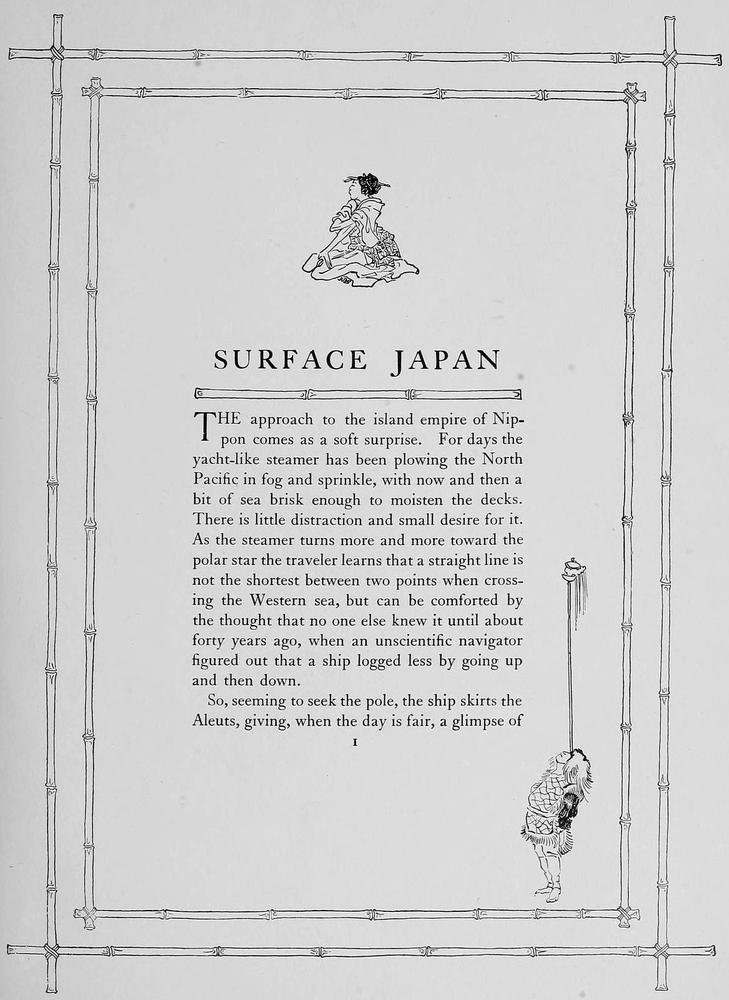 SURFACE JAPAN
THE approach to the island empire of Nip-
pon comes as a soft surprise. For days the
yacht-like steamer has been plowing the North
Pacific in fog and sprinkle, with now and then a
bit of sea brisk enough to moisten the decks.
There is little distraction and small desire for it.
As the steamer turns more and more toward the
polar star the traveler learns that a straight line is
not the shortest between two points when cross-
ing the Western sea, but can be comforted by
the thought that no one else knew it until about
forty years ago, when an unscientific navigator
figured out that a ship logged less by going up
and then down.
So, seeming to seek the pole, the ship skirts the
Aleuts, giving, when the day is fair, a glimpse of
1